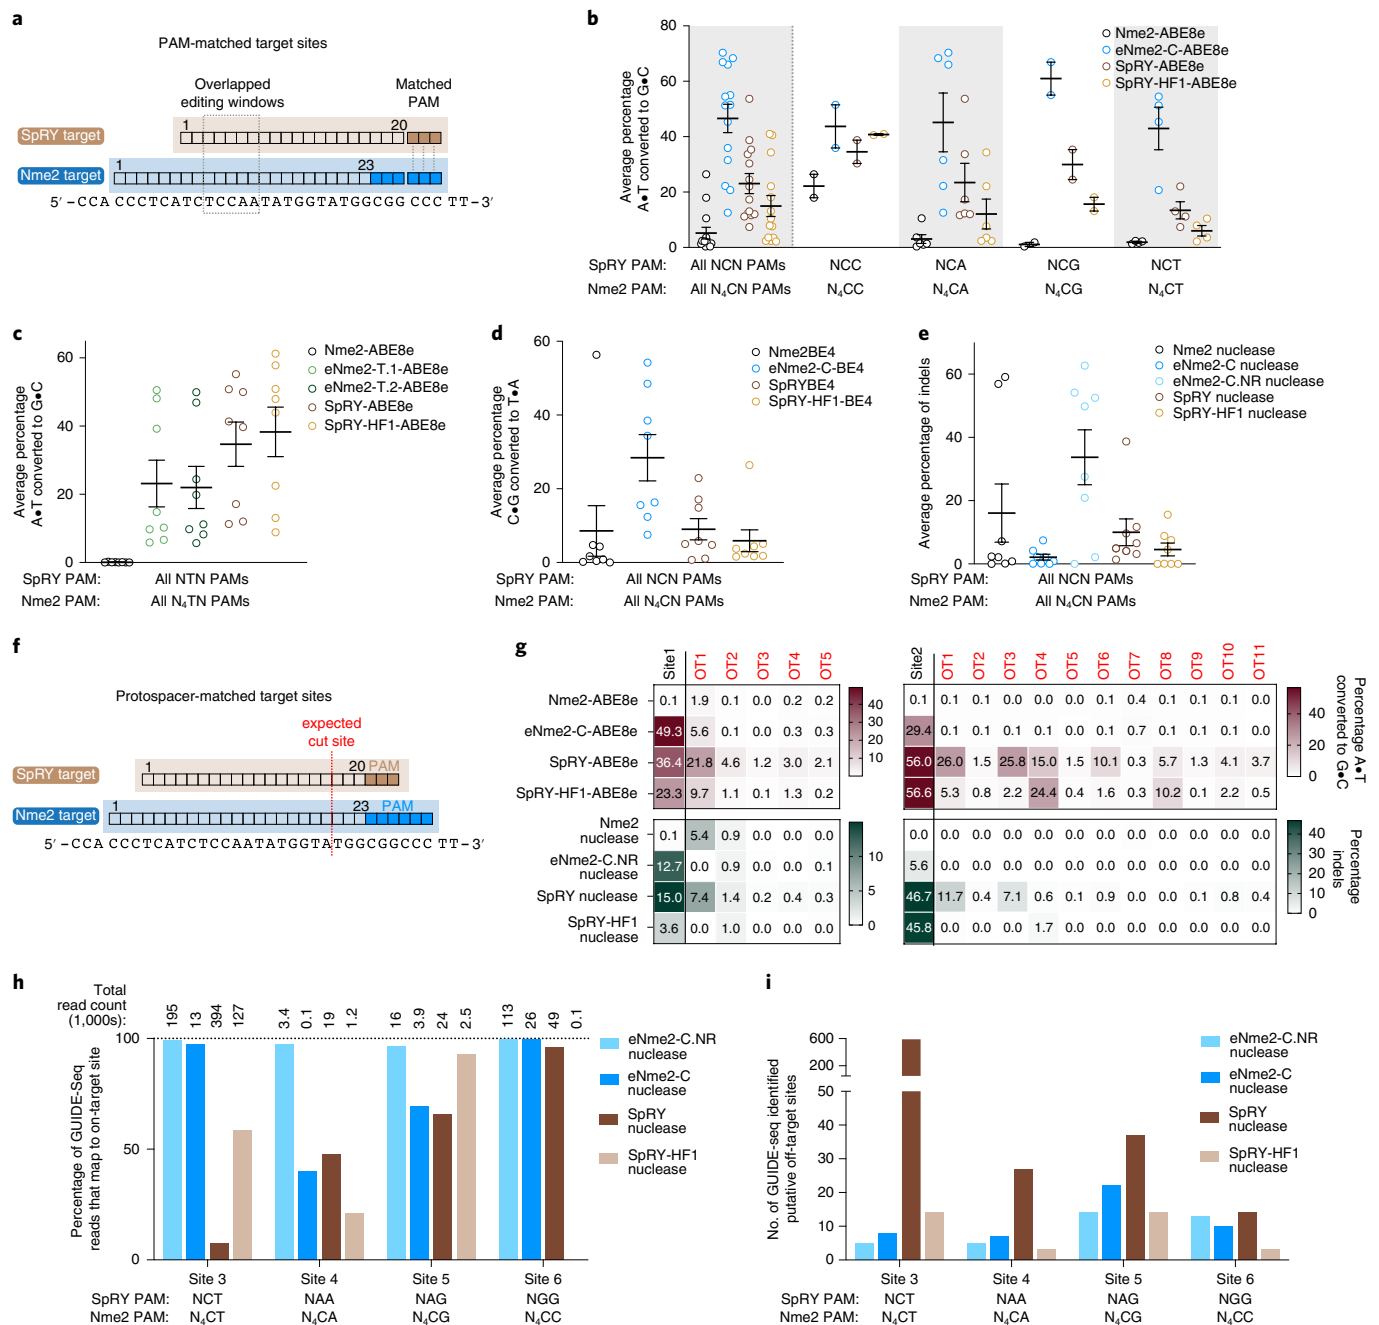 a
PAM-matched target sites
Overlapped
editing windows
Matched
PAM
SpRY target
1
20
Nme2 target
1
23
5′ –CCA CCCTCATCTCCAATATGGTATGGCGG CCC TT–3′
b
Average percentage
A•T converted to G•C
80
60
40
20
0
Nme2-ABE8e
eNme2-C-ABE8e
SpRY-ABE8e
SpRY-HF1-ABE8e
SpRY PAM: All NCN PAMs NCC NCA NCG NCT
Nme2 PAM: All N4CN PAMs N4CC N4CA N4CG N4CT
c
Average percentage
A•T converted to G•C
60
40
20
0
Nme2-ABE8e
eNme2-T.1-ABE8e
eNme2-T.2-ABE8e
SpRY-ABE8e
SpRY-HF1-ABE8e
SpRY PAM: All NTN PAMs
Nme2 PAM: All N4TN PAMs
d
Average percentage
C•G converted to T•A
60
40
20
0
Nme2BE4
eNme2-C-BE4
SpRYBE4
SpRY-HF1-BE4
SpRY PAM: All NCN PAMs
Nme2 PAM: All N4CN PAMs
e
Average percentage of indels
60
40
20
0
Nme2 nuclease
eNme2-C nuclease
eNme2-C.NR nuclease
SpRY nuclease
SpRY-HF1 nuclease
SpRY PAM: All NCN PAMs
Nme2 PAM: All N4CN PAMs
f
Protospacer-matched target sites
expected
cut site
SpRY target
1
20 PAM
Nme2 target
1
23 PAM
5′ –CCA CCCTCATCTCCAATATGGTATGGCGGCCC TT–3′
g
Site1 OT1 OT2 OT3 OT4 OT5
Nme2-ABE8e 0.1 1.9 0.1 0.0 0.2 0.2
eNme2-C-ABE8e 49.3 5.6 0.1 0.0 0.3 0.3
SpRY-ABE8e 36.4 21.8 4.6 1.2 3.0 2.1
SpRY-HF1-ABE8e 23.3 9.7 1.1 0.1 1.3 0.2
40
30
20
10
Nme2
nuclease 0.1 5.4 0.9 0.0 0.0 0.0
eNme2-C.NR
nuclease 12.7 0.0 0.9 0.0 0.0 0.1
SpRY nuclease 15.0 7.4 1.4 0.2 0.4 0.3
SpRY-HF1
nuclease 3.6 0.0 1.0 0.0 0.0 0.0
10
5
0
Site2 OT1 OT2 OT3 OT4 OT5 OT6 OT7 OT8 OT9 OT10 OT11
0.1 0.1 0.1 0.1 0.0 0.1 0.1 0.4 0.1 0.0 0.1 0.0
29.4 0.1 0.1 0.1 0.1 0.0 0.1 0.7 0.1 0.0 0.1 0.0
56.0 26.0 1.5 25.8 15.0 1.5 10.1 0.3 5.7 1.3 4.1 3.7
56.6 5.3 0.8 2.2 24.4 0.4 1.6 0.3 10.2 0.1 2.2 0.5
40
20
0
Percentage A•T
converted to G•C
0.0 0.0 0.0 0.0 0.0 0.0 0.0 0.0 0.0 0.0 0.0 0.0
5.6 0.0 0.0 0.0 0.0 0.0 0.0 0.0 0.0 0.0 0.0 0.0
46.7 11.7 0.4 7.1 0.6 0.1 0.9 0.0 0.0 0.1 0.8 0.4
45.8 0.0 0.0 0.0 1.7 0.0 0.0 0.0 0.0 0.0 0.0 0.0
40
30
20
10
0
Percentage
indels
h
Total
read count
(1,000s):
195 13 394 127 3.4 0.1 19 1.2 16 3.9 24 2.5 113 26 49 0.1
Percentage of GUIDE-Seq
reads that map to on-target site
100
50
0
eNme2-C.NR
nuclease
eNme2-C
nuclease
SpRY
nuclease
SpRY-HF1
nuclease
Site 3 Site 4 Site 5 Site 6
SpRY PAM: NCT NAA NAG NGG
Nme2 PAM: N4CT N4CA N4CG N4CC
i
No. of GUIDE-seq identified
putative off-target sites
600
200
50
40
30
20
10
0
eNme2-C.NR
nuclease
eNme2-C
nuclease
SpRY
nuclease
SpRY-HF1
nuclease
Site 3 Site 4 Site 5 Site 6
SpRY PAM: NCT NAA NAG NGG
Nme2 PAM: N4CT N4CA N4CG N4CC